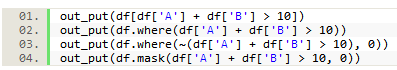 01. out_put(df[df['A'] + df['B'] > 10])
02. out_put(df.where(df['A'] + df['B'] > 10))
03. out_put(df.where(~(df['A'] + df['B'] > 10), 0))
04. out_put(df.mask(df['A'] + df['B'] > 10, 0))